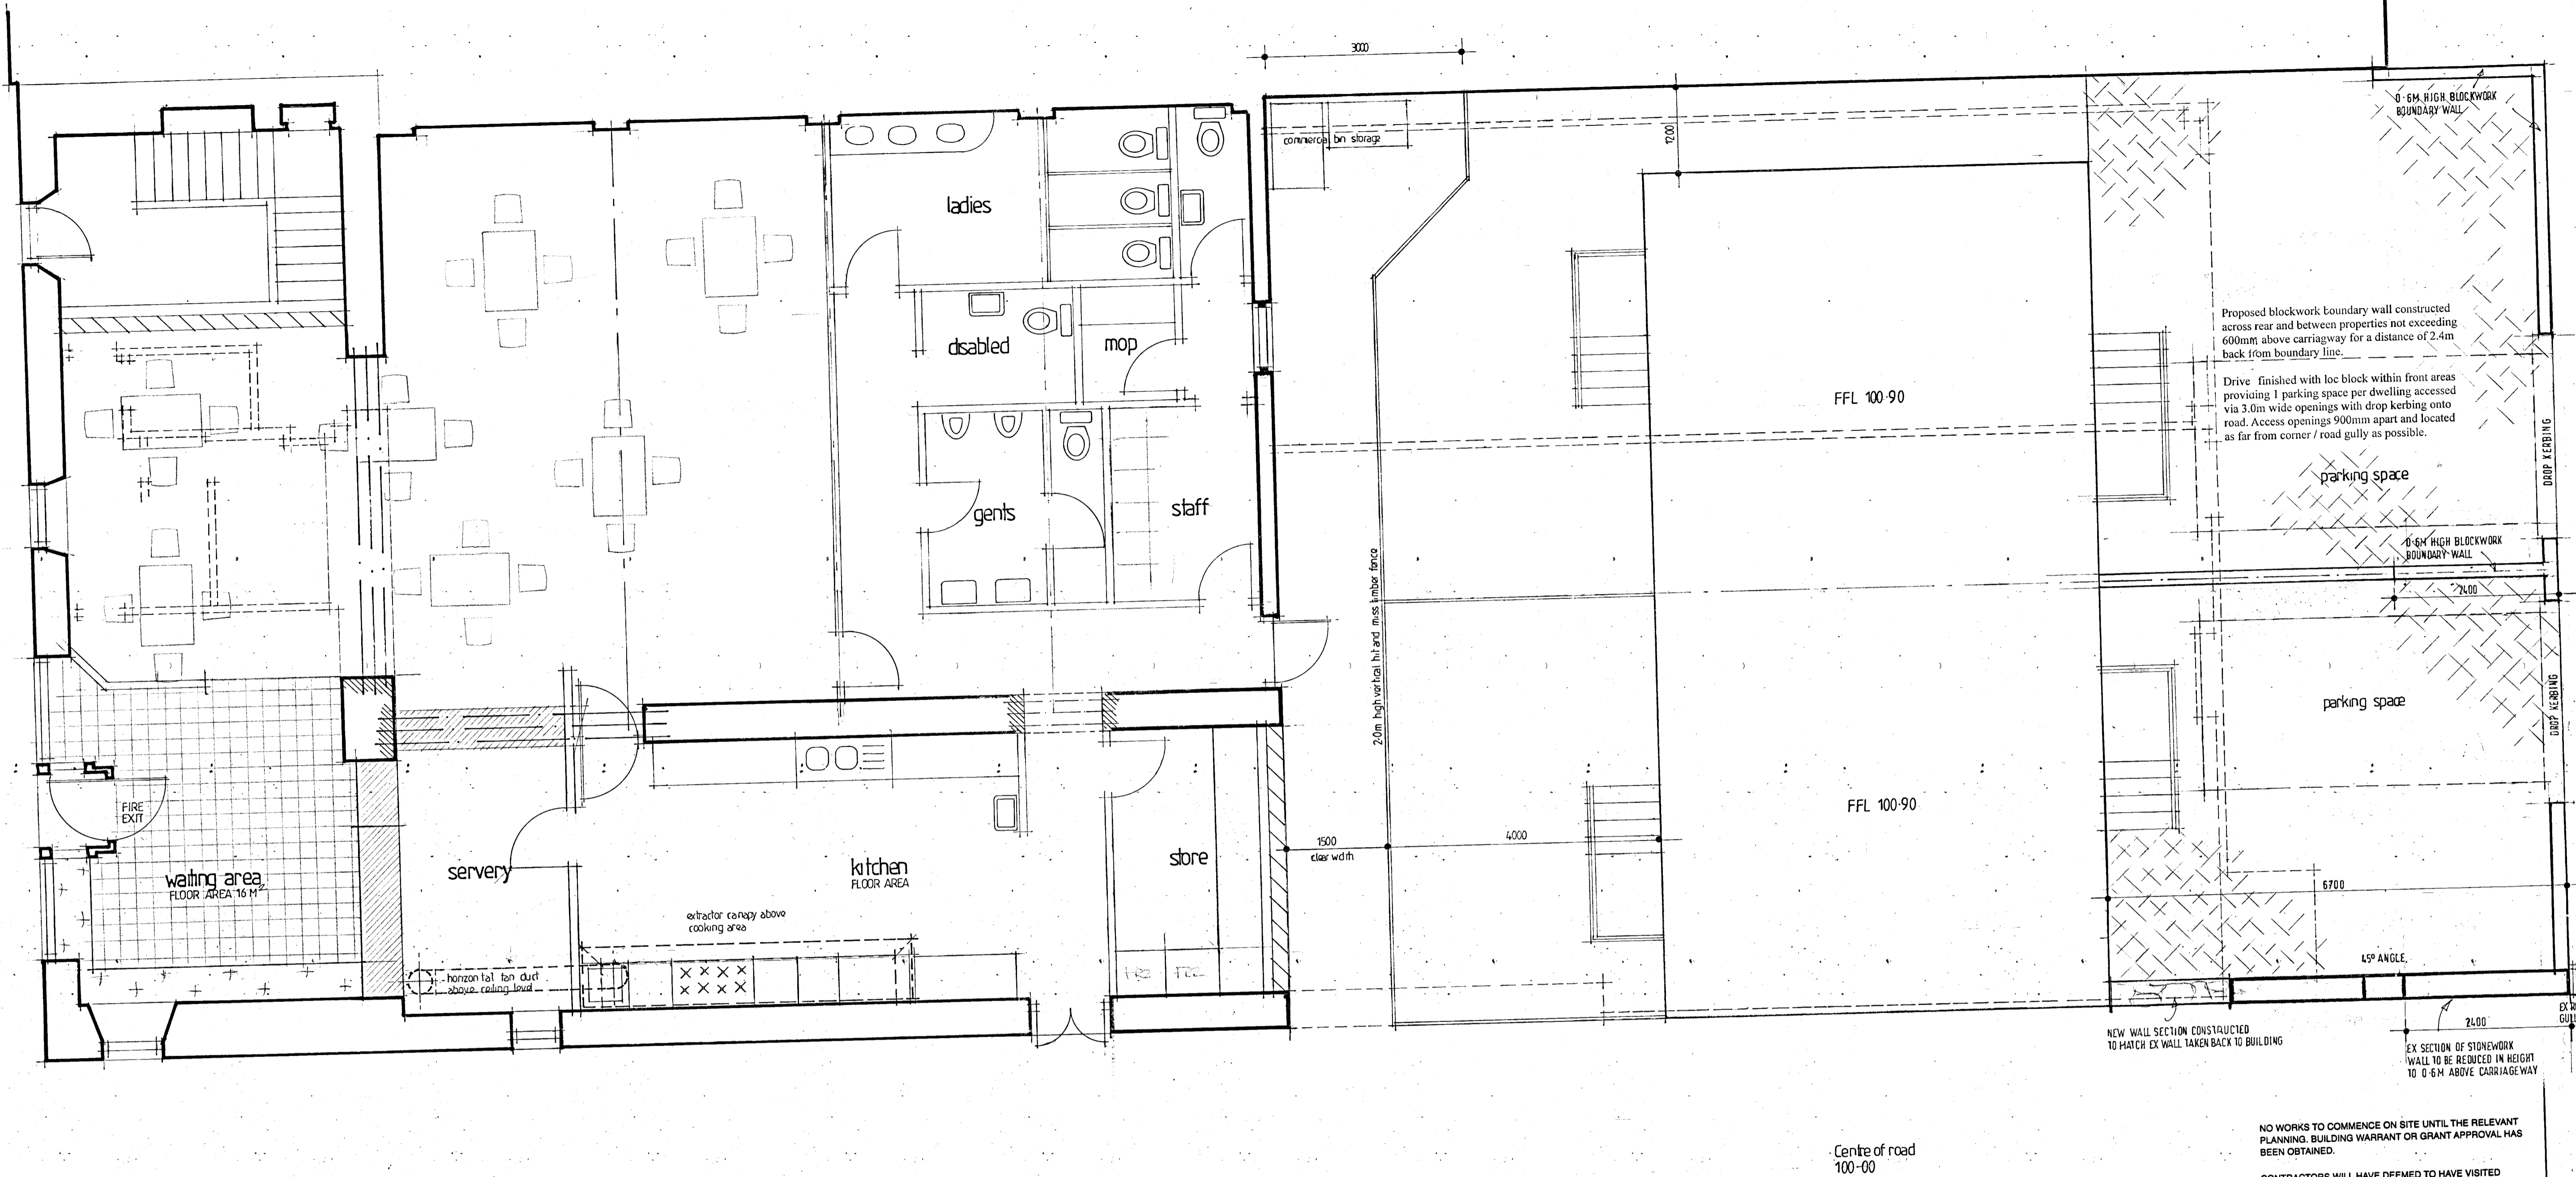 3000
0·6M HIGH BLOCKWORK
BOUNDARY WALL
commercial bin storage
1200
ladies
disabled
mop
Proposed blockwork boundary wall constructed
across rear and between properties not exceeding
600mm above carriagway for a distance of 2.4m
back from boundary line.
Drive finished with loc block within front areas
providing 1 parking space per dwelling accessed
via 3.0m wide openings with drop kerbing onto
road. Access openings 900mm apart and located
as far from corner / road gully as possible.
FFL 100·90
DROP KERBING
parking space
gents
staff
0·6M HIGH BLOCKWORK
BOUNDARY WALL
2400
2·0m high vertical hit and miss timber fence
parking space
DROP KERBING
FIRE
EXIT
FFL 100·90
1500
clear width
4000
store
servery
kitchen
FLOOR AREA
waiting area
FLOOR AREA 16 M²
6700
extractor canopy above
cooking area
45° ANGLE
horizontal fan duct
above ceiling level
FRZ
NEW WALL SECTION CONSTRUCTED
TO MATCH EX WALL TAKEN BACK TO BUILDING
2400
EX SECTION OF STONEWORK
WALL TO BE REDUCED IN HEIGHT
TO 0·6M ABOVE CARRIAGEWAY
NO WORKS TO COMMENCE ON SITE UNTIL THE RELEVANT
PLANNING. BUILDING WARRANT OR GRANT APPROVAL HAS
BEEN OBTAINED.
CONTRACTORS WILL HAVE DEEMED TO HAVE VISITED
Centre of road
100-00